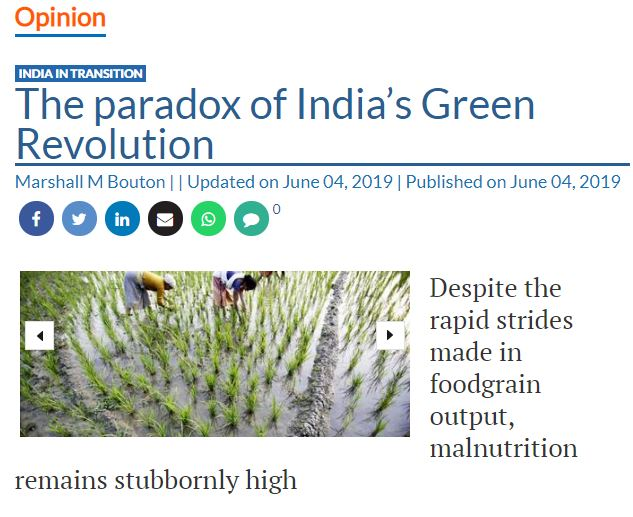 Opinion
INDIA IN TRANSITION
The paradox of India’s Green
Revolution
Marshall M Bouton | | Updated on June 04, 2019 | Published on June 04, 2019
0
Despite the
rapid strides
made in
foodgrain
output,
malnutrition
remains stubbornly high